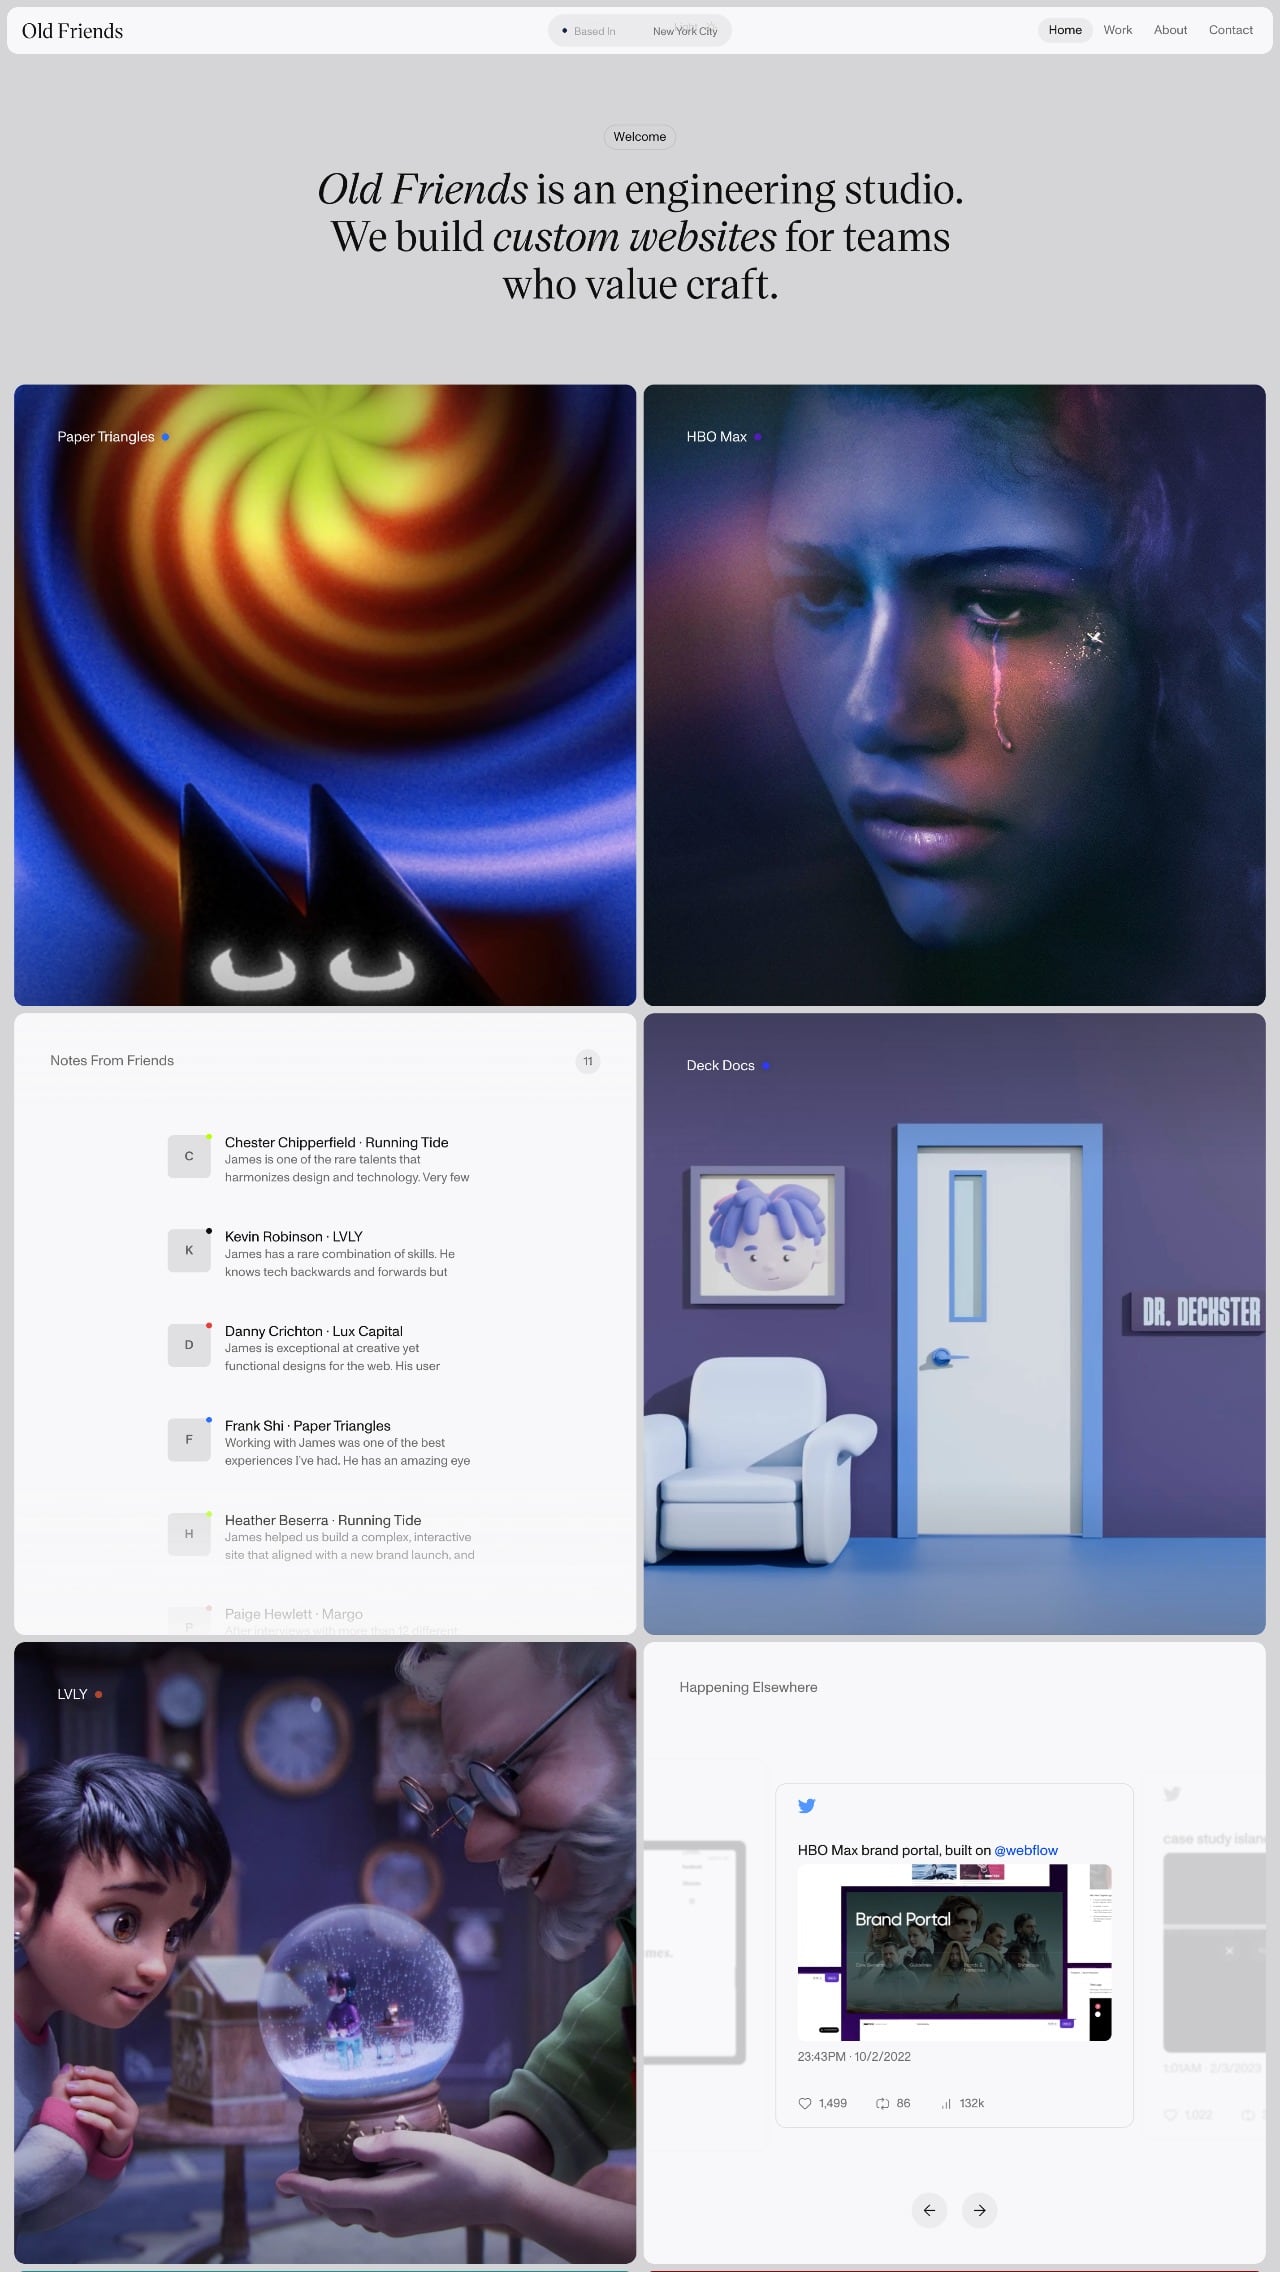 Old Friends
Based In
New York City
Light
Home
Work
About
Contact
Welcome
Old Friends is an engineering studio.
We build custom websites for teams
who value craft.
Paper Triangles
HBO Max
Notes From Friends
11
C
Chester Chipperfield · Running Tide
James is one of the rare talents that
harmonizes design and technology. Very few
K
Kevin Robinson · LVLY
James has a rare combination of skills. He
knows tech backwards and forwards but
D
Danny Crichton · Lux Capital
James is exceptional at creative yet
functional designs for the web. His user
F
Frank Shi · Paper Triangles
Working with James was one of the best
experiences I've had. He has an amazing eye
H
Heather Beserra · Running Tide
James helped us build a complex, interactive
site that aligned with a new brand launch, and
P
Paige Hewlett · Margo
After interviews with more than 12 different
Deck Docs
DR. DECKSTER
LVLY
Happening Elsewhere
HBO Max brand portal, built on @webflow
Brand Portal
Guidelines
23:43PM · 10/2/2022
1,499
86
132k
mes.
case study islan
1:01AM · 2/3/2023
1,022